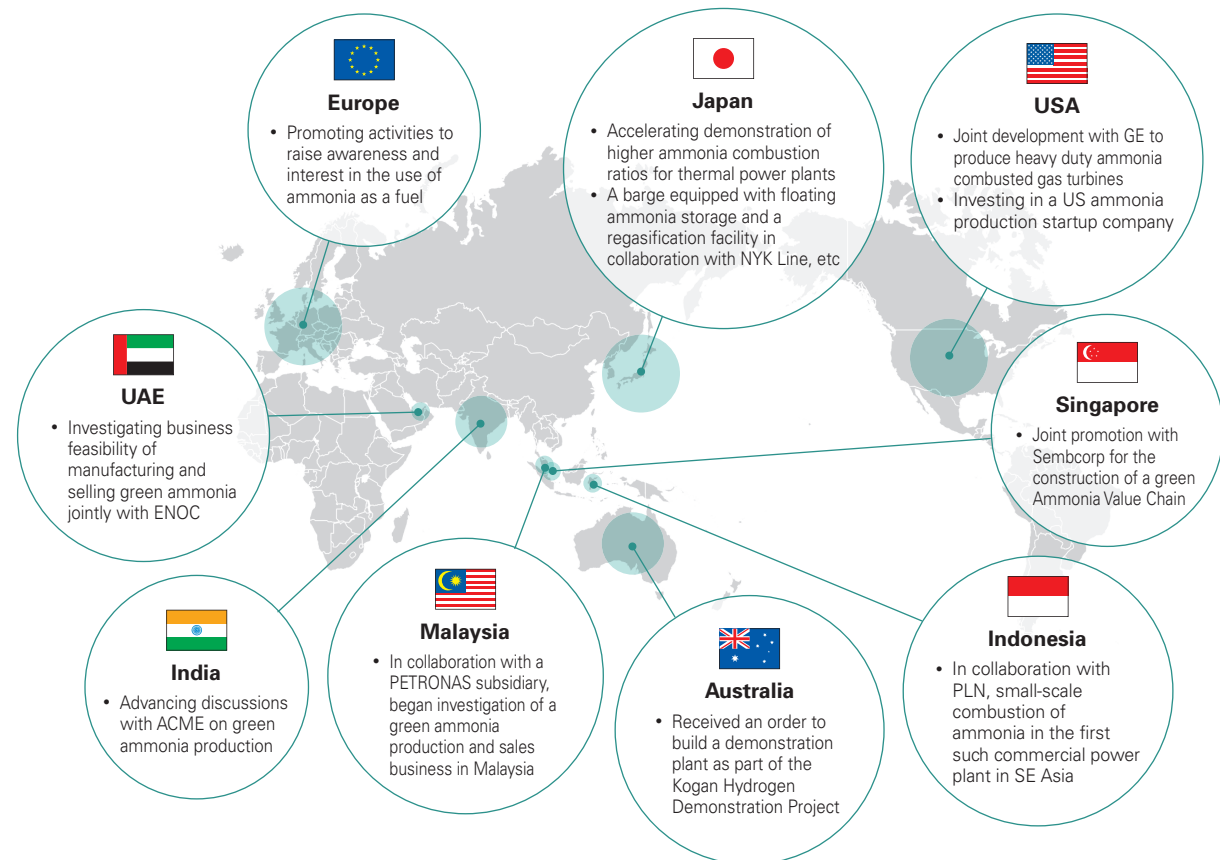 Europe
• Promoting activities to
raise awareness and
interest in the use of
ammonia as a fuel
Japan
• Accelerating demonstration of
higher ammonia combustion
ratios for thermal power plants
• A barge equipped with floating
ammonia storage and a
regasification facility in
collaboration with NYK Line, etc
USA
• Joint development with GE to
produce heavy duty ammonia
combusted gas turbines
• Investing in a US ammonia
production startup company
UAE
• Investigating business
feasibility of
manufacturing and
selling green ammonia
jointly with ENOC
Singapore
• Joint promotion with
Sembcorp for the
construction of a green
Ammonia Value Chain
India
• Advancing discussions
with ACME on green
ammonia production
Malaysia
• In collaboration with a
PETRONAS subsidiary,
began investigation of a
green ammonia
production and sales
business in Malaysia
Australia
• Received an order to
build a demonstration
plant as part of the
Kogan Hydrogen
Demonstration Project
Indonesia
• In collaboration with
PLN, small-scale
combustion of
ammonia in the first
such commercial power
plant in SE Asia